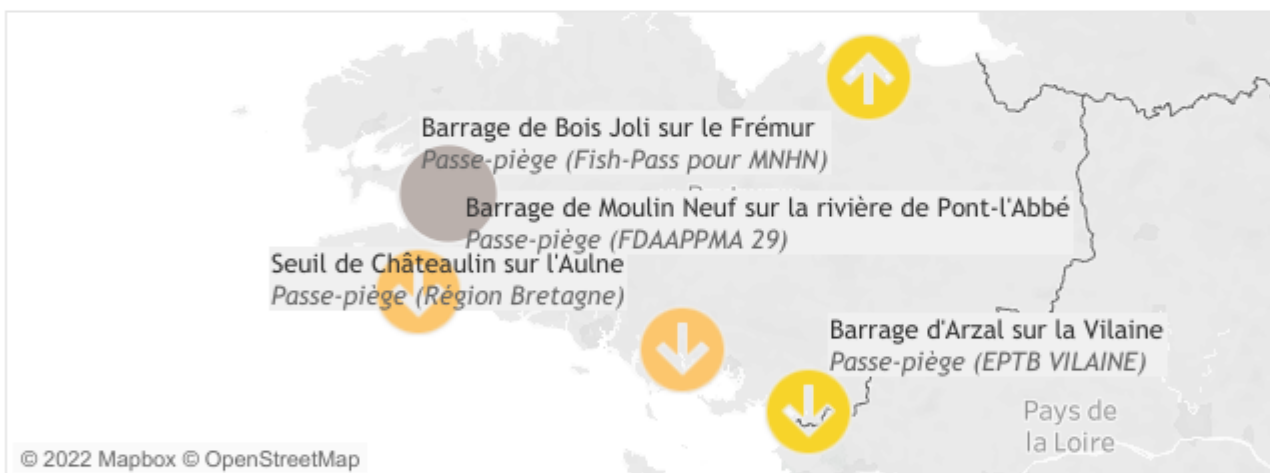 Barrage de Bois Joli sur le Frémur
Passe-piège (Fish-Pass pour MNHN)
Barrage de Moulin Neuf sur la rivière de Pont-l'Abbé
Passe-piège (FDAAPPMA 29)
Seuil de Châteaulin sur l'Aulne
Passe-piège (Région Bretagne)
Barrage d'Arzal sur la Vilaine
Passe-piège (EPTB VILAINE)
Pays de
la Loire
© 2022 Mapbox © OpenStreetMap